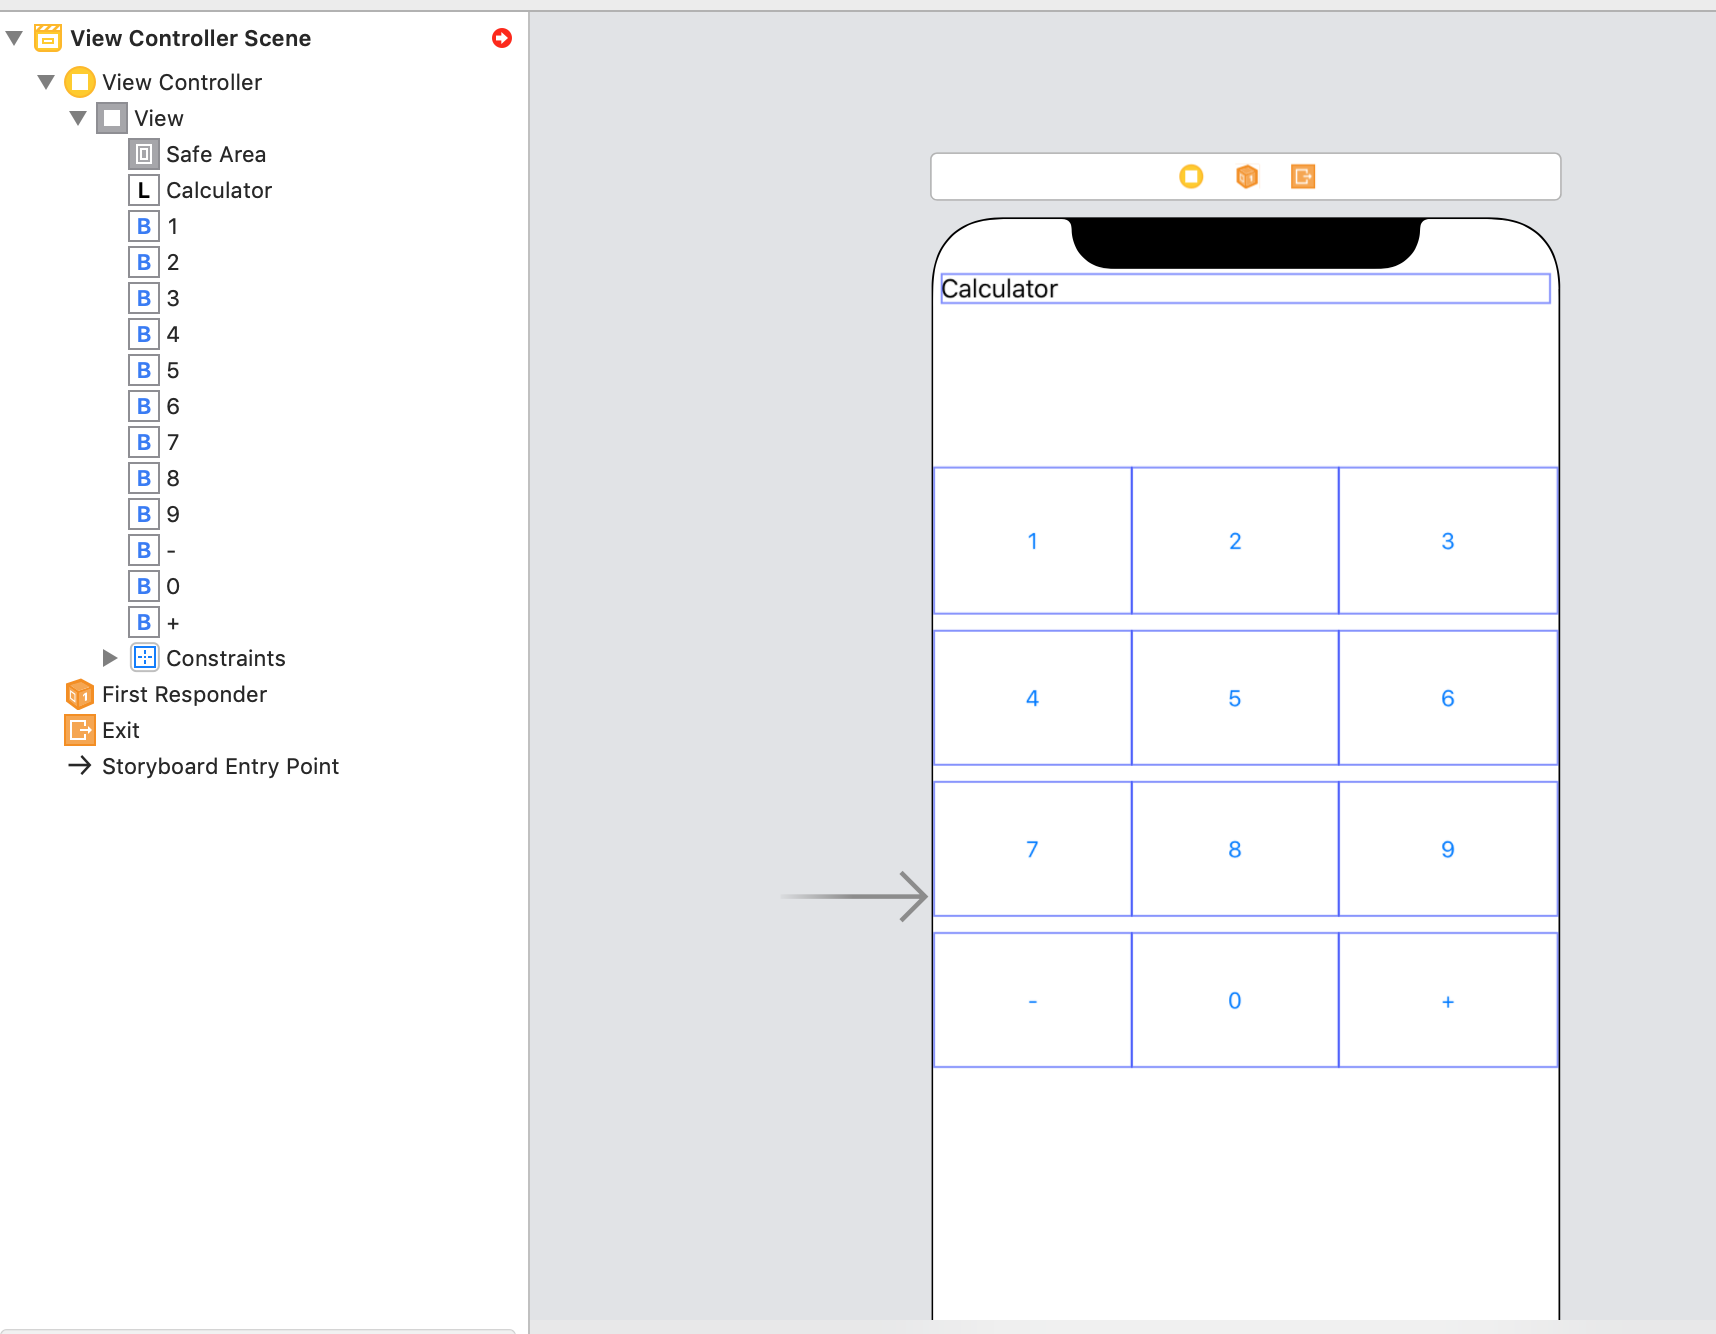 View Controller Scene
View Controller
View
Safe Area
L Calculator
B 1
B 2
B 3
B 4
B 5
B 6
B 7
B 8
B 9
B -
B 0
B +
Constraints
First Responder
Exit
Storyboard Entry Point
Calculator
1 2 3
4 5 6
7 8 9
- 0 +